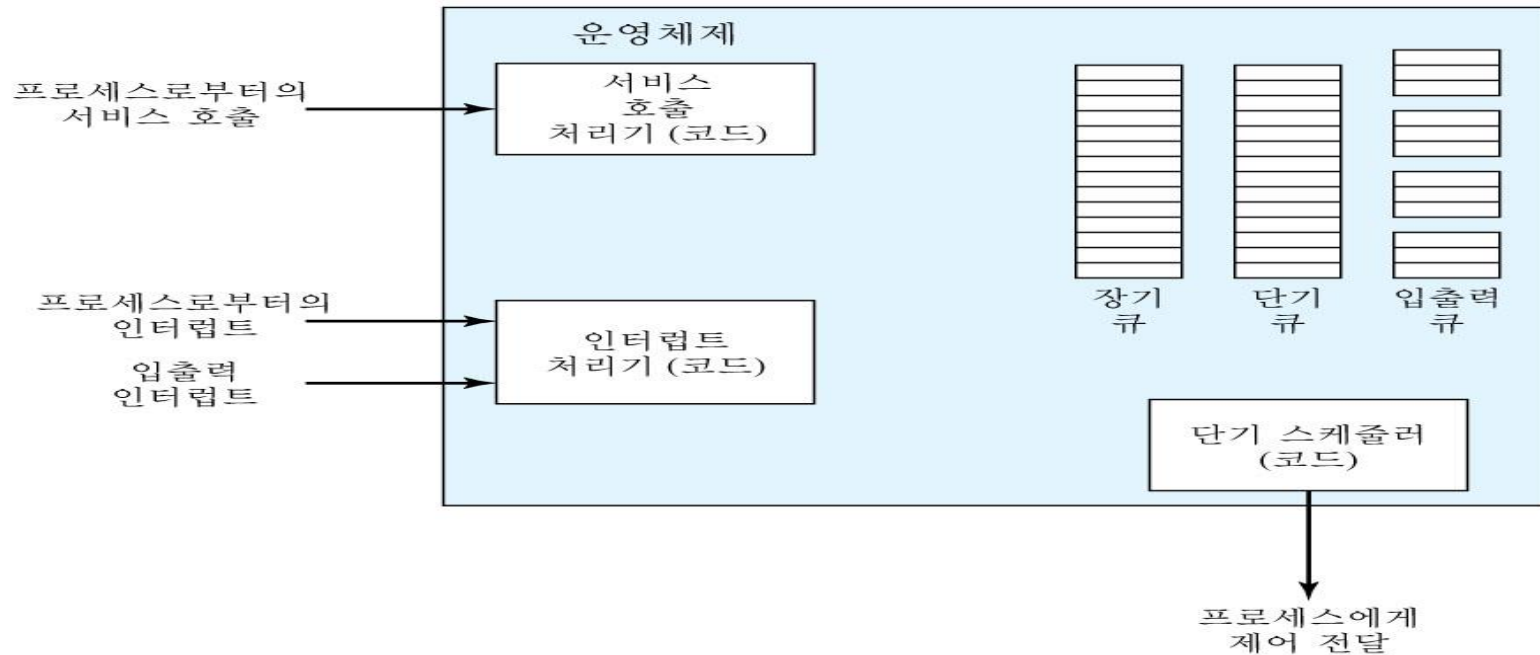 운영체제
프로세스로부터의
서비스 호출
서비스
호출
처리기 (코드)
프로세스로부터의
인터럽트
입출력
인터럽트
인터럽트
처리기 (코드)
장기
큐
단기
큐
입출력
큐
단기 스케줄러
(코드)
프로세스에게
제어 전달